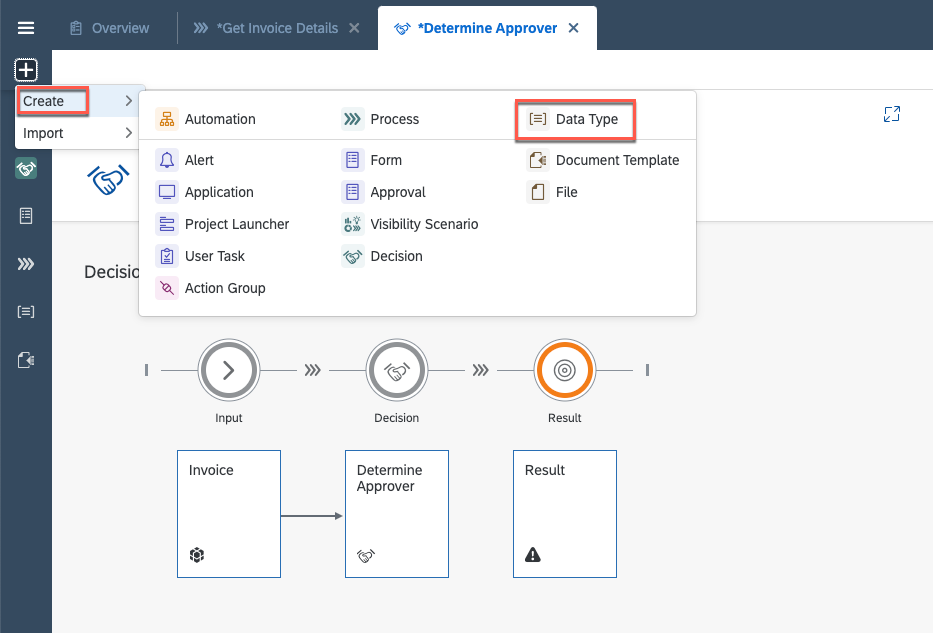 Overview
*Get Invoice Details
*Determine Approver
Create
Import
Automation
Process
Data Type
Alert
Form
Document Template
Application
Approval
File
Project Launcher
Visibility Scenario
User Task
Decision
Action Group
Decisio
Input
Decision
Result
Invoice
Determine
Approver
Result